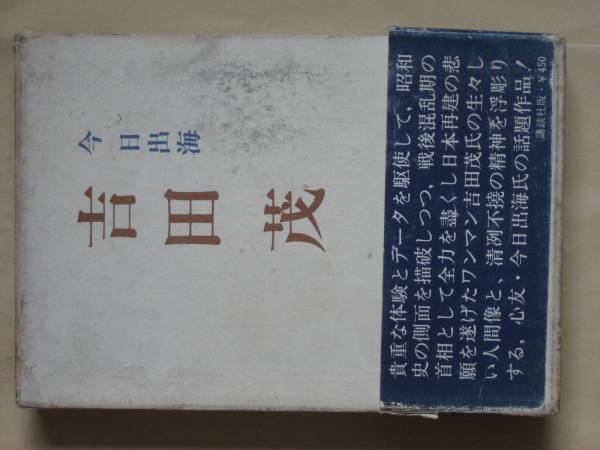 今日出海
吉田茂
貴重な体験とデータを駆使して，昭和
史の側面を描破しつつ，戦後混乱期の
首相として全力を盡くし日本再建の悲
願を遂げたワンマン吉田茂氏の生々し
い人間像と、清洌不撓の精神を浮彫り
する，心友・今日出海氏の話題作品！
講談社版・￥450